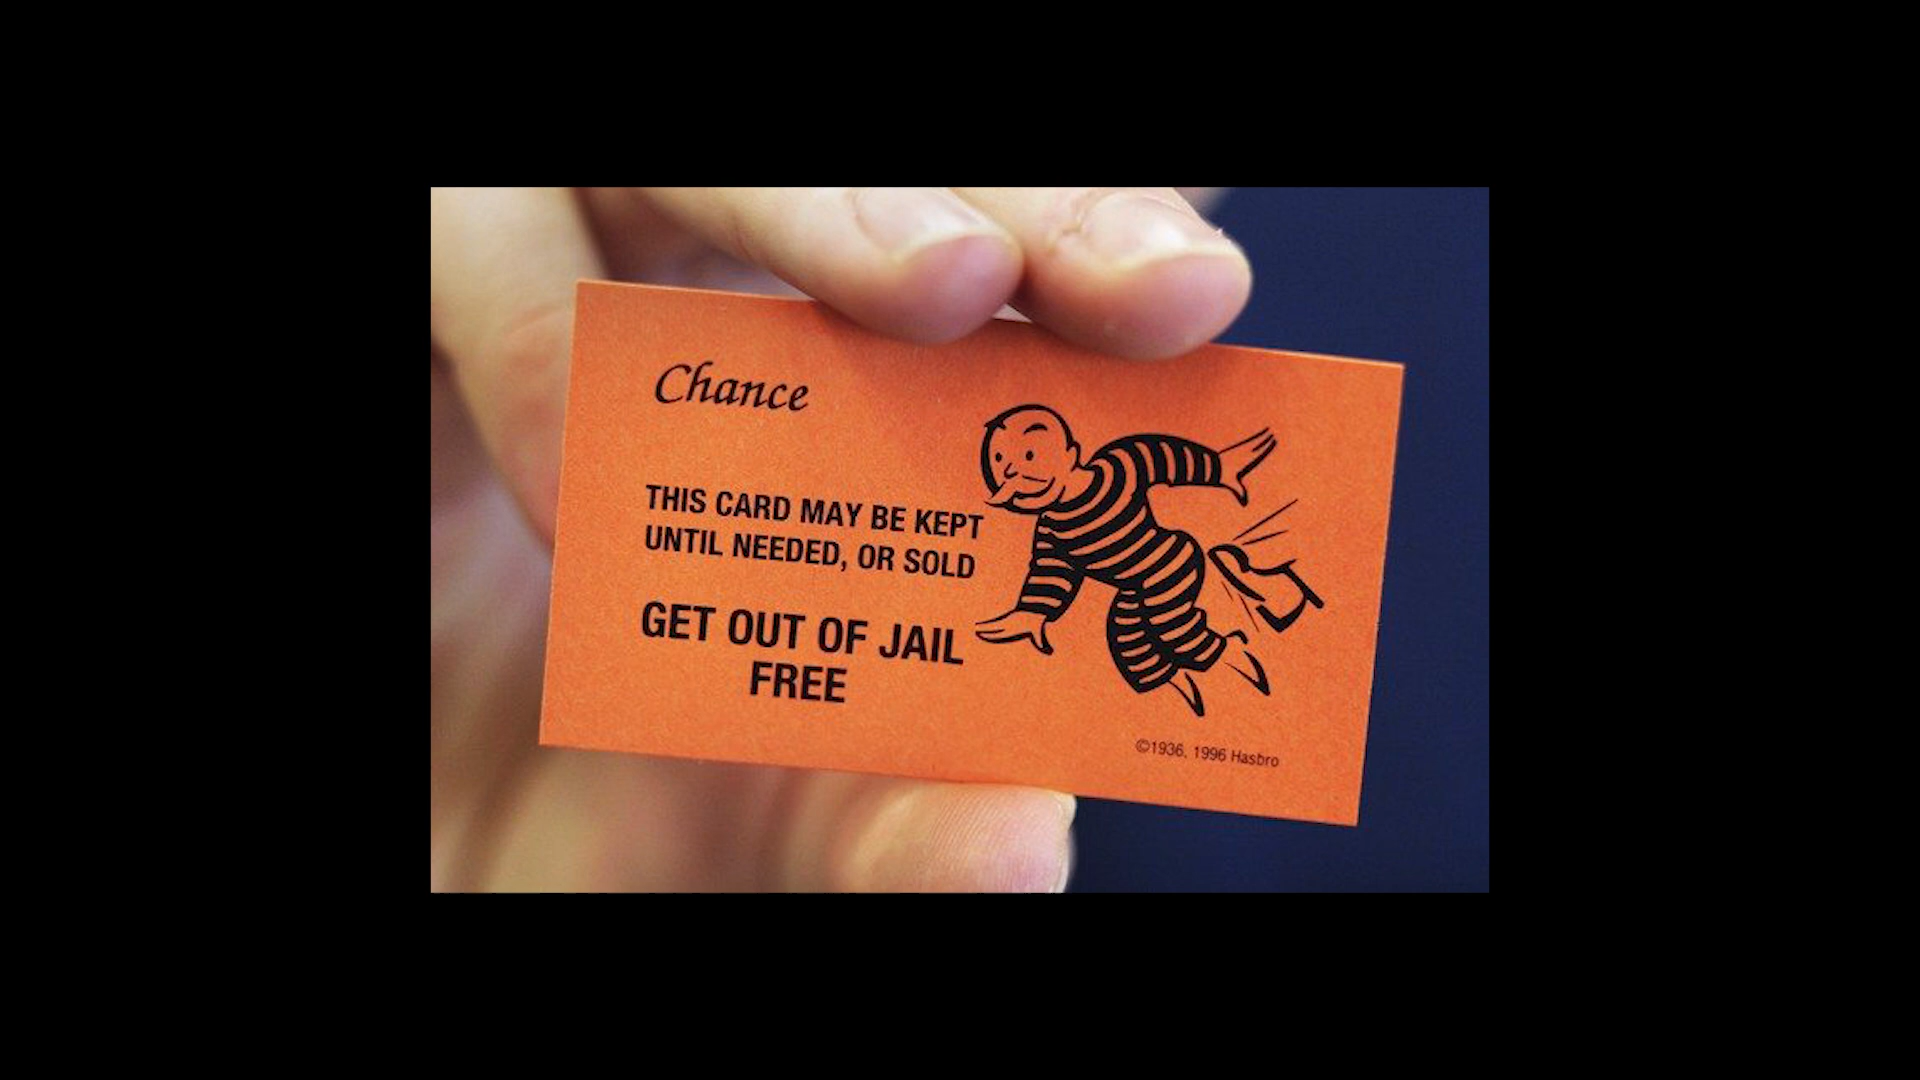 Chance
THIS CARD MAY BE KEPT
UNTIL NEEDED, OR SOLD
GET OUT OF JAIL
FREE
©1936, 1996 Hasbro